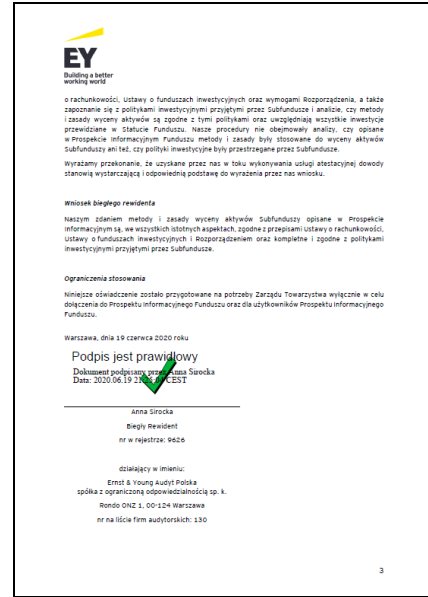 EY
Building a better
working world
o rachunkowości, Ustawy o funduszach inwestycyjnych oraz wymogami Rozporządzenia, a także
zapoznanie się z politykami inwestycyjnymi przyjętymi przez Subfundusze i analizie, czy metody
i zasady wyceny aktywów są zgodne z tymi politykami oraz uwzględniają wszystkie inwestycje
przewidziane w Statucie Funduszu. Nasze procedury nie obejmowały analizy, czy opisane
w Prospekcie Informacyjnym Funduszu metody i zasady były stosowane do wyceny aktywów
Subfunduszy ani też, czy polityki inwestycyjne były przestrzegane przez Subfundusze.
Wyrażamy przekonanie, że uzyskane przez nas w toku wykonywania usługi atestacyjnej dowody
stanowią wystarczającą i odpowiednią podstawę do wyrażenia przez nas wniosku.
Wniosek biegłego rewidenta
Naszym zdaniem metody i zasady wyceny aktywów Subfunduszy opisane w Prospekcie
Informacyjnym są, we wszystkich istotnych aspektach, zgodne z przepisami Ustawy o rachunkowości,
Ustawy o funduszach inwestycyjnych i Rozporządzeniem oraz kompletne i zgodne z politykami
inwestycyjnymi przyjętymi przez Subfundusze.
Ograniczenia stosowania
Niniejsze oświadczenie zostało przygotowane na potrzeby Zarządu Towarzystwa wyłącznie w celu
dołączenia do Prospektu Informacyjnego Funduszu oraz dla użytkowników Prospektu Informacyjnego
Funduszu.
Warszawa, dnia 19 czerwca 2020 roku
Podpis jest prawidłowy
Dokument podpisany przez Anna Sirocka
Data: 2020.06.19 CEST
Anna Sirocka
Biegły Rewident
nr w rejestrze: 9626
działający w imieniu:
Ernst & Young Audyt Polska
spółka z ograniczoną odpowiedzialnością sp. k.
Rondo ONZ 1, 00-124 Warszawa
nr na liście firm audytorskich: 130
3